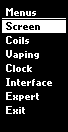 Menus
Screen
Coils
Vaping
Clock
Interface
Expert
Exit